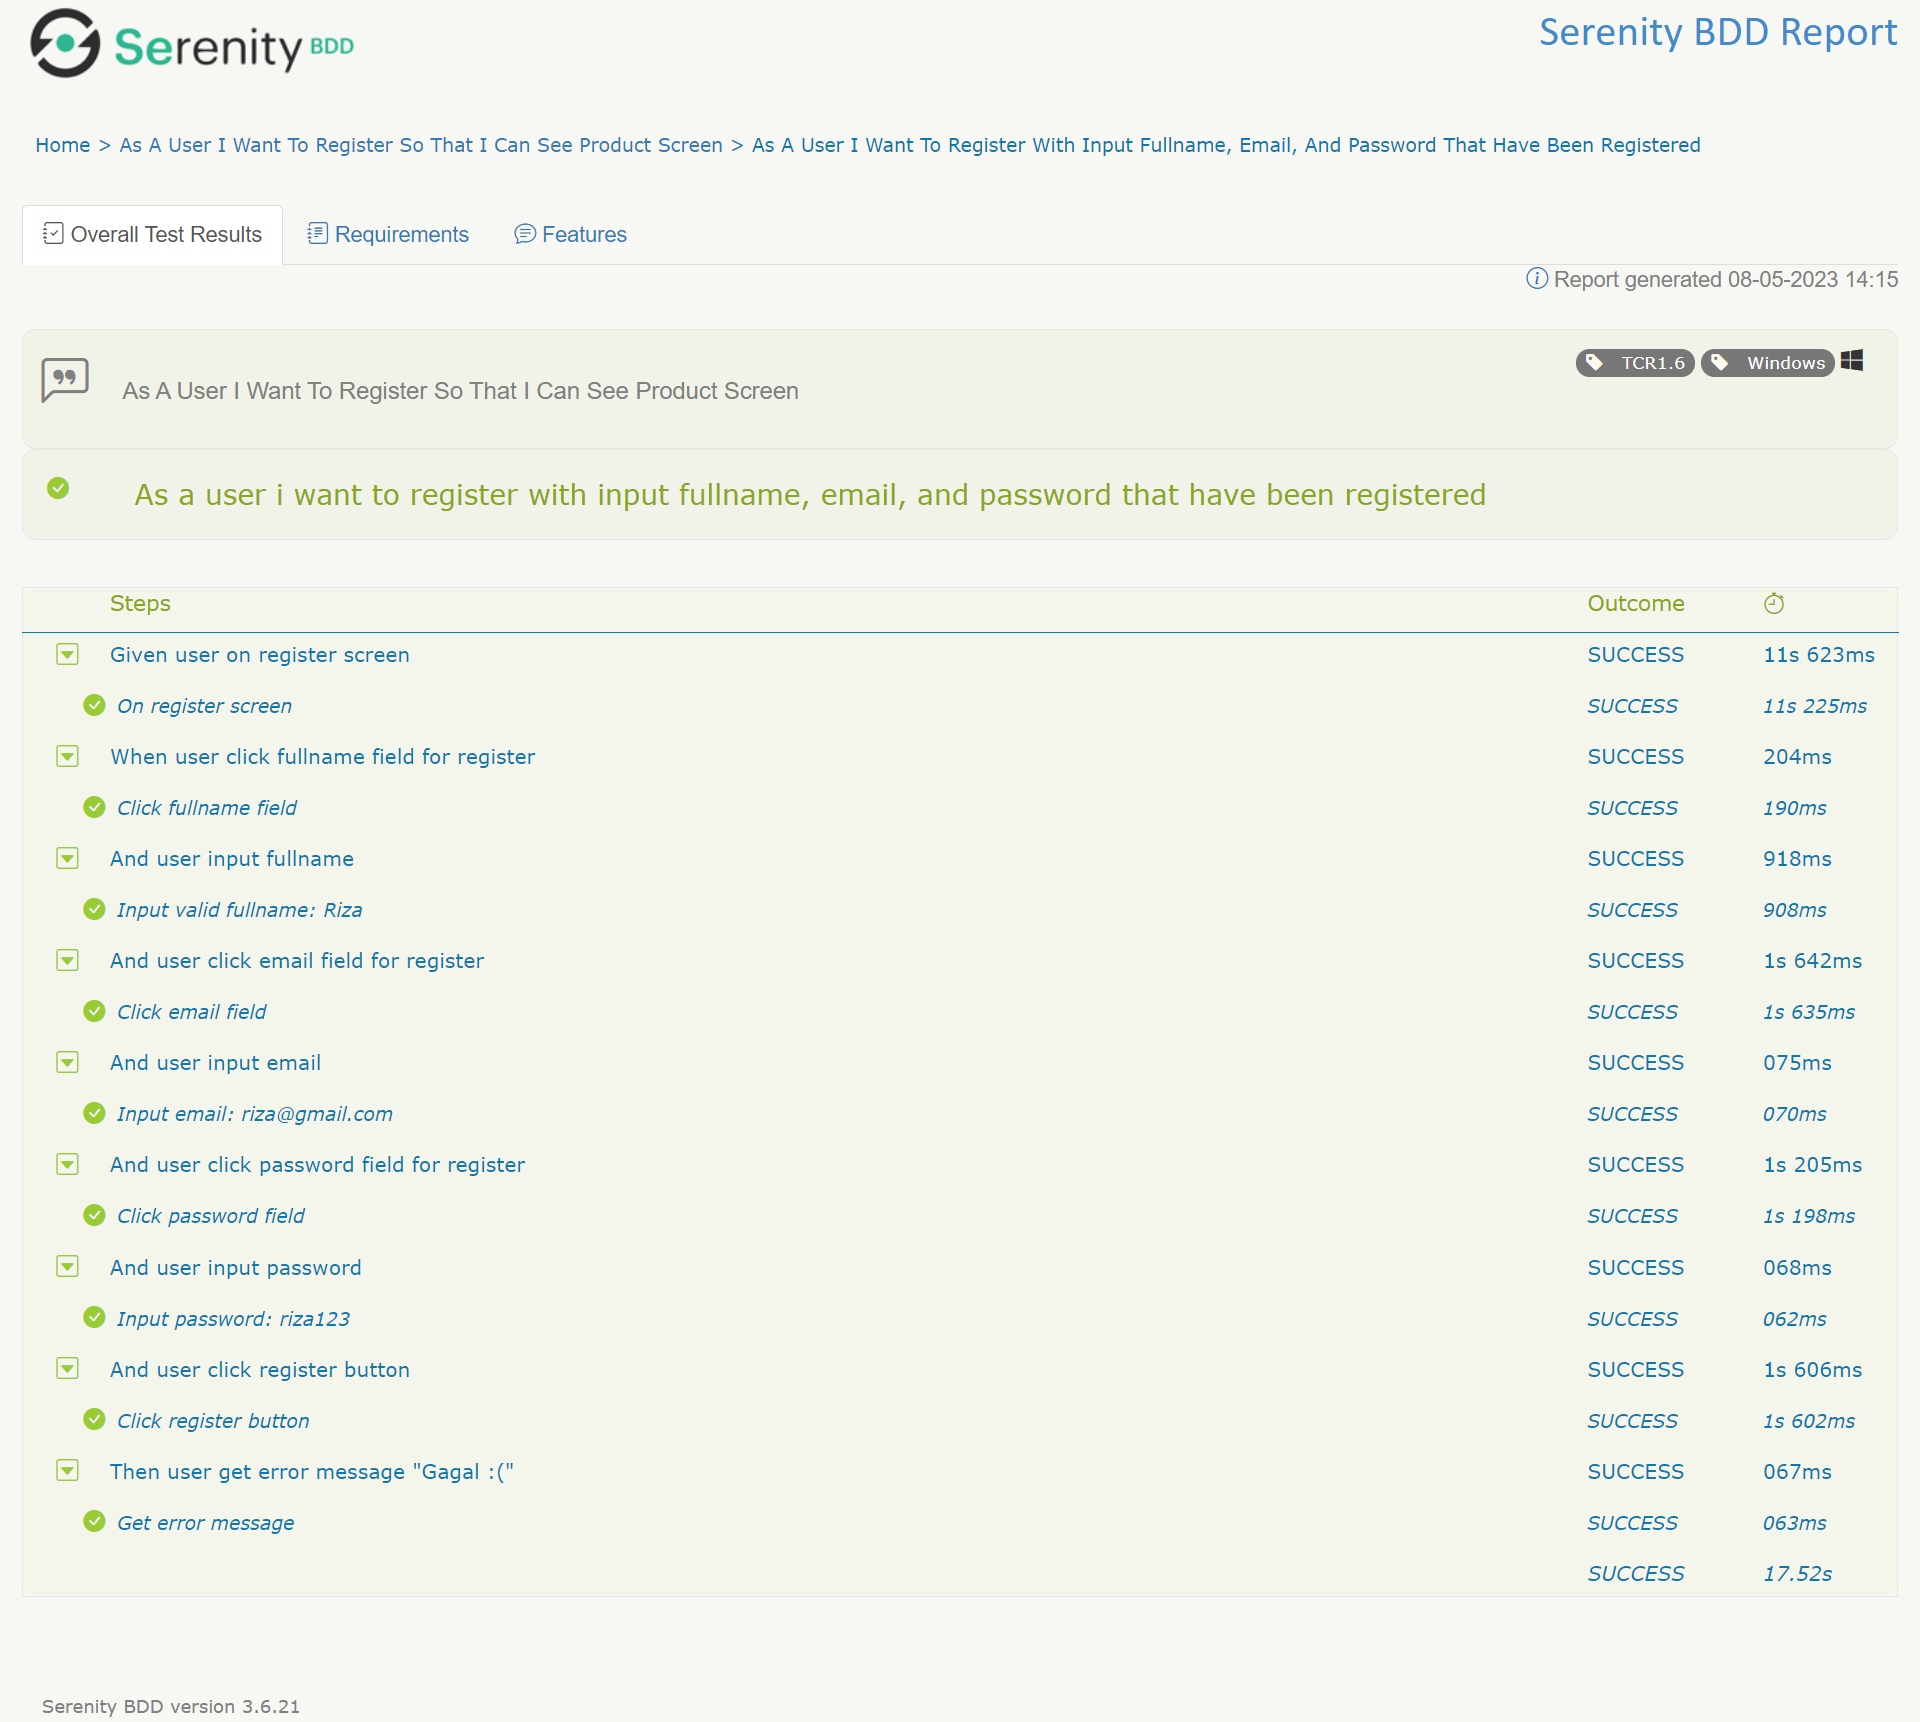 Serenity BDD
Serenity BDD Report
Home > As A User I Want To Register So That I Can See Product Screen > As A User I Want To Register With Input Fullname, Email, And Password That Have Been Registered
Overall Test Results Requirements Features
Report generated 08-05-2023 14:15
TCR1.6 Windows
As A User I Want To Register So That I Can See Product Screen
As a user i want to register with input fullname, email, and password that have been registered
Steps Outcome
Given user on register screen SUCCESS 11s 623ms
On register screen SUCCESS 11s 225ms
When user click fullname field for register SUCCESS 204ms
Click fullname field SUCCESS 190ms
And user input fullname SUCCESS 918ms
Input valid fullname: Riza SUCCESS 908ms
And user click email field for register SUCCESS 1s 642ms
Click email field SUCCESS 1s 635ms
And user input email SUCCESS 075ms
Input email: riza@gmail.com SUCCESS 070ms
And user click password field for register SUCCESS 1s 205ms
Click password field SUCCESS 1s 198ms
And user input password SUCCESS 068ms
Input password: riza123 SUCCESS 062ms
And user click register button SUCCESS 1s 606ms
Click register button SUCCESS 1s 602ms
Then user get error message "Gagal :(" SUCCESS 067ms
Get error message SUCCESS 063ms
SUCCESS 17.52s
Serenity BDD version 3.6.21